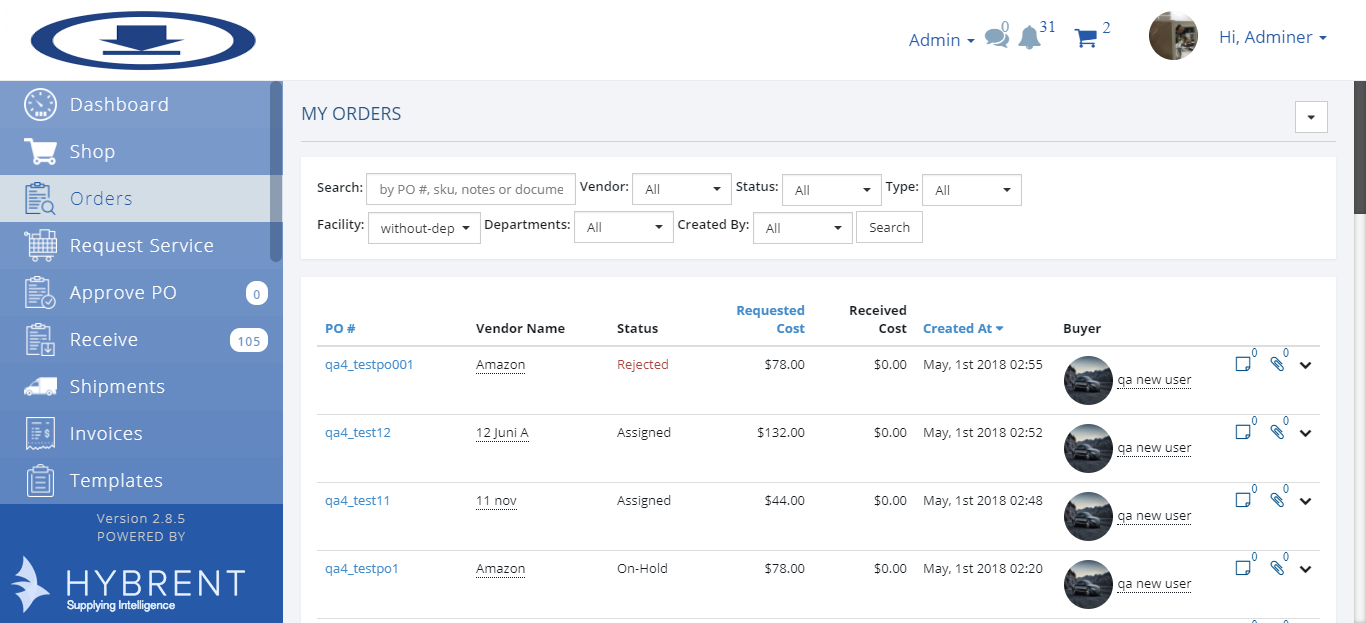 Admin
0
31
2
Hi, Adminer
Dashboard
Shop
Orders
Request Service
Approve PO 0
Receive 105
Shipments
Invoices
Templates
Version 2.8.5
POWERED BY
HYBRENT
Supplying Intelligence
MY ORDERS
Search: by PO #, sku, notes or docume Vendor: All Status: All Type: All
Facility: without-dep Departments: All Created By: All Search
PO # Vendor Name Status Requested Cost Received Cost Created At Buyer
qa4_testpo001 Amazon Rejected $78.00 $0.00 May, 1st 2018 02:55 qa new user 0 0
qa4_test12 12 Juni A Assigned $132.00 $0.00 May, 1st 2018 02:52 qa new user 0 0
qa4_test11 11 nov Assigned $44.00 $0.00 May, 1st 2018 02:48 qa new user 0 0
qa4_testpo1 Amazon On-Hold $78.00 $0.00 May, 1st 2018 02:20 qa new user 0 0